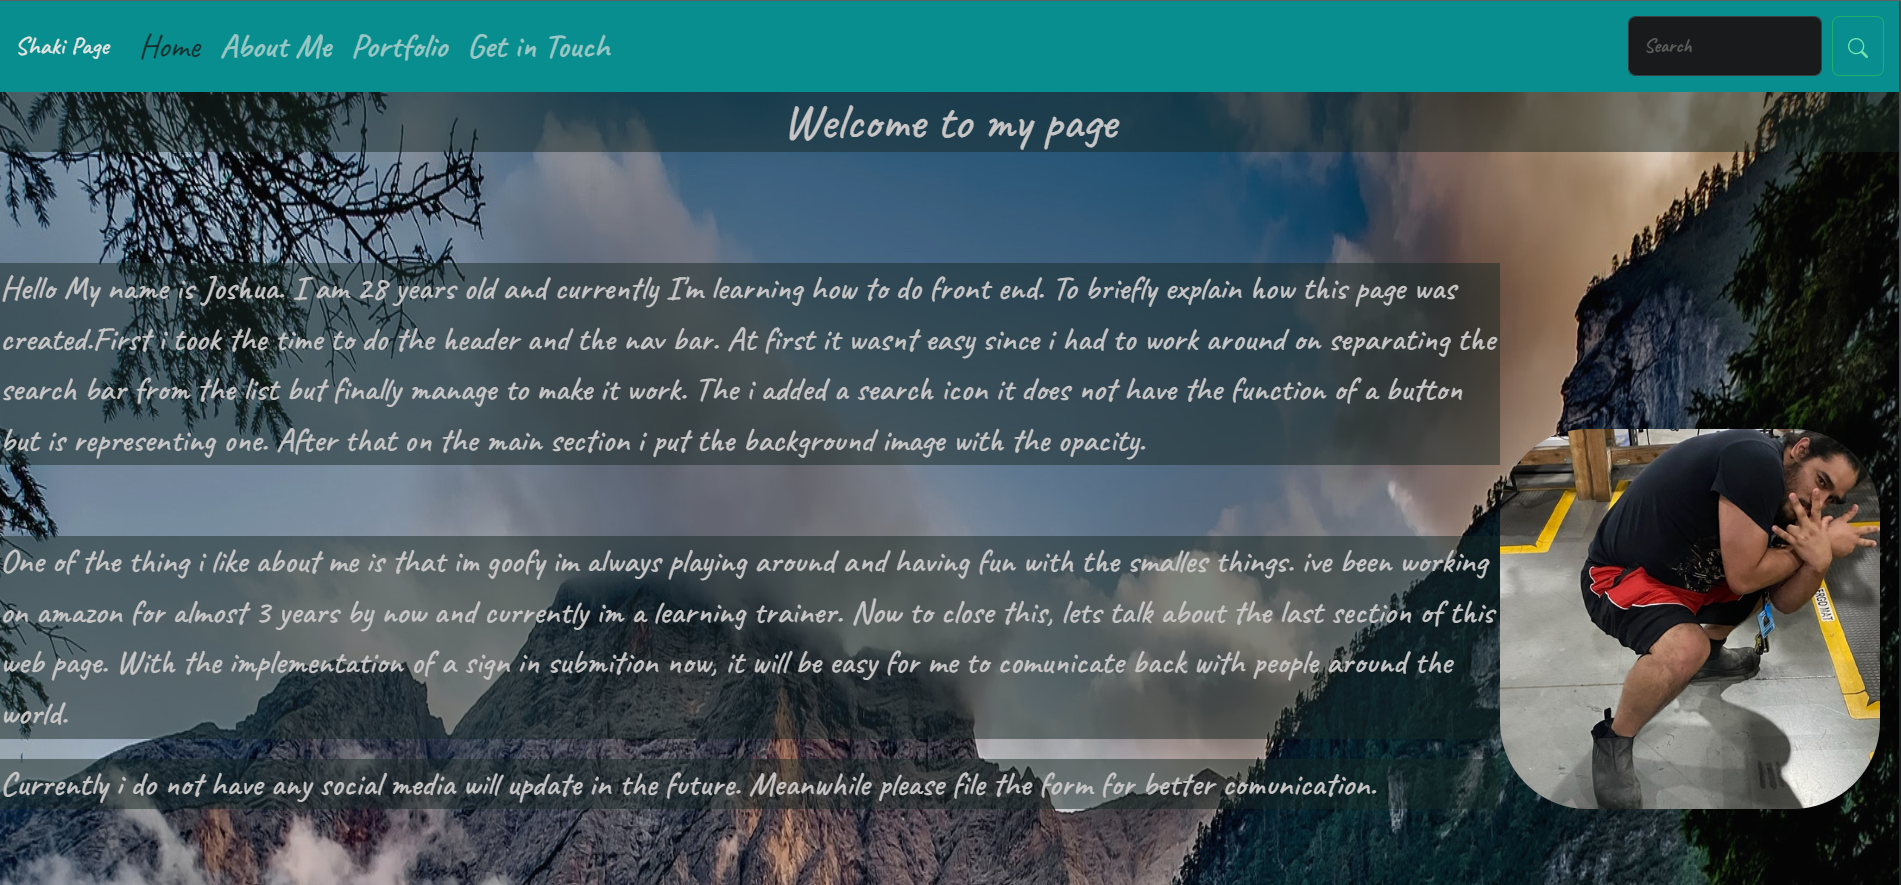 Shaki Page Home About Me Portfolio Get in Touch Search
Welcome to my page
Hello My name is Joshua. I am 28 years old and currently I'm learning how to do front end. To briefly explain how this page was
created.First i took the time to do the header and the nav bar. At first it wasnt easy since i had to work around on separating the
search bar from the list but finally manage to make it work. The i added a search icon it does not have the function of a button
but is representing one. After that on the main section i put the background image with the opacity.
One of the thing i like about me is that im goofy im always playing around and having fun with the smalles things. ive been working
on amazon for almost 3 years by now and currently im a learning trainer. Now to close this, lets talk about the last section of this
web page. With the implementation of a sign in submition now, it will be easy for me to comunicate back with people around the
world.
ERGO MAT
Currently i do not have any social media will update in the future. Meanwhile please file the form for better comunication.